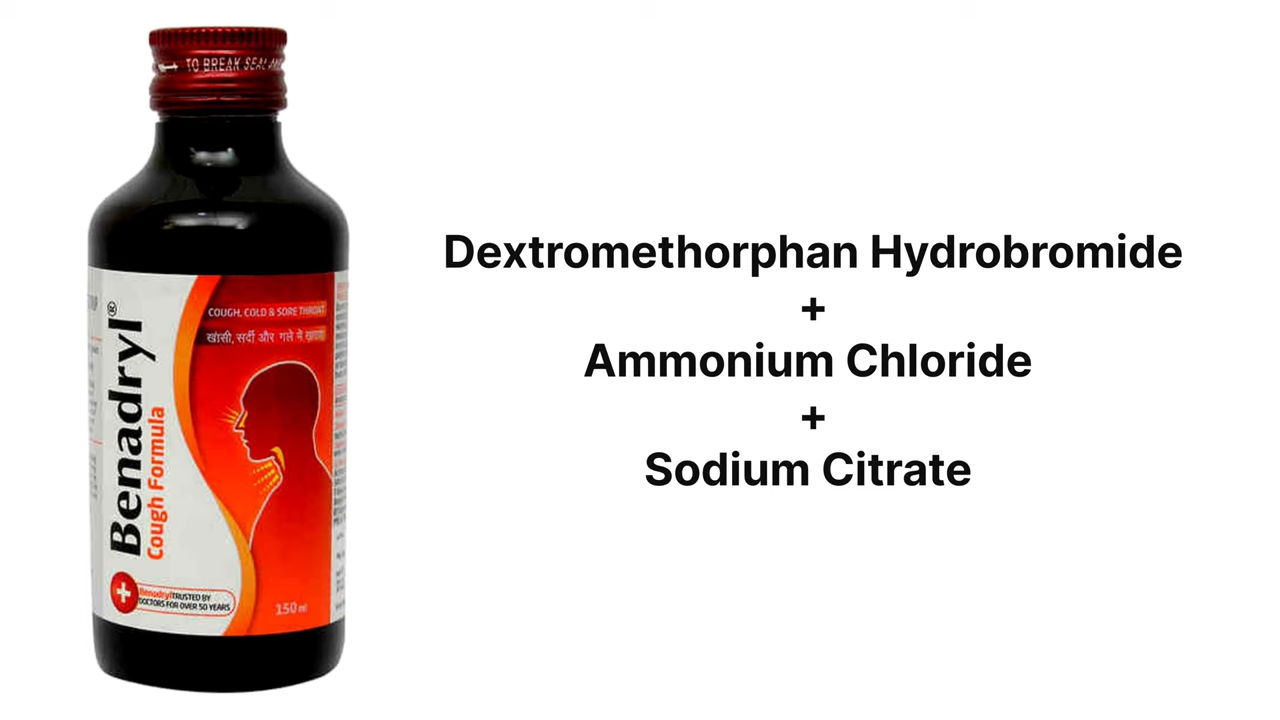 TO BREAK SEAL
Benadryl®
Cough Formula
COUGH, COLD & SORE THROAT
खांसी, सर्दी और गले में
Benadryl TRUSTED BY
DOCTORS FOR OVER 50 YEARS
150 ml
Dextromethorphan Hydrobromide
+
Ammonium Chloride
+
Sodium Citrate